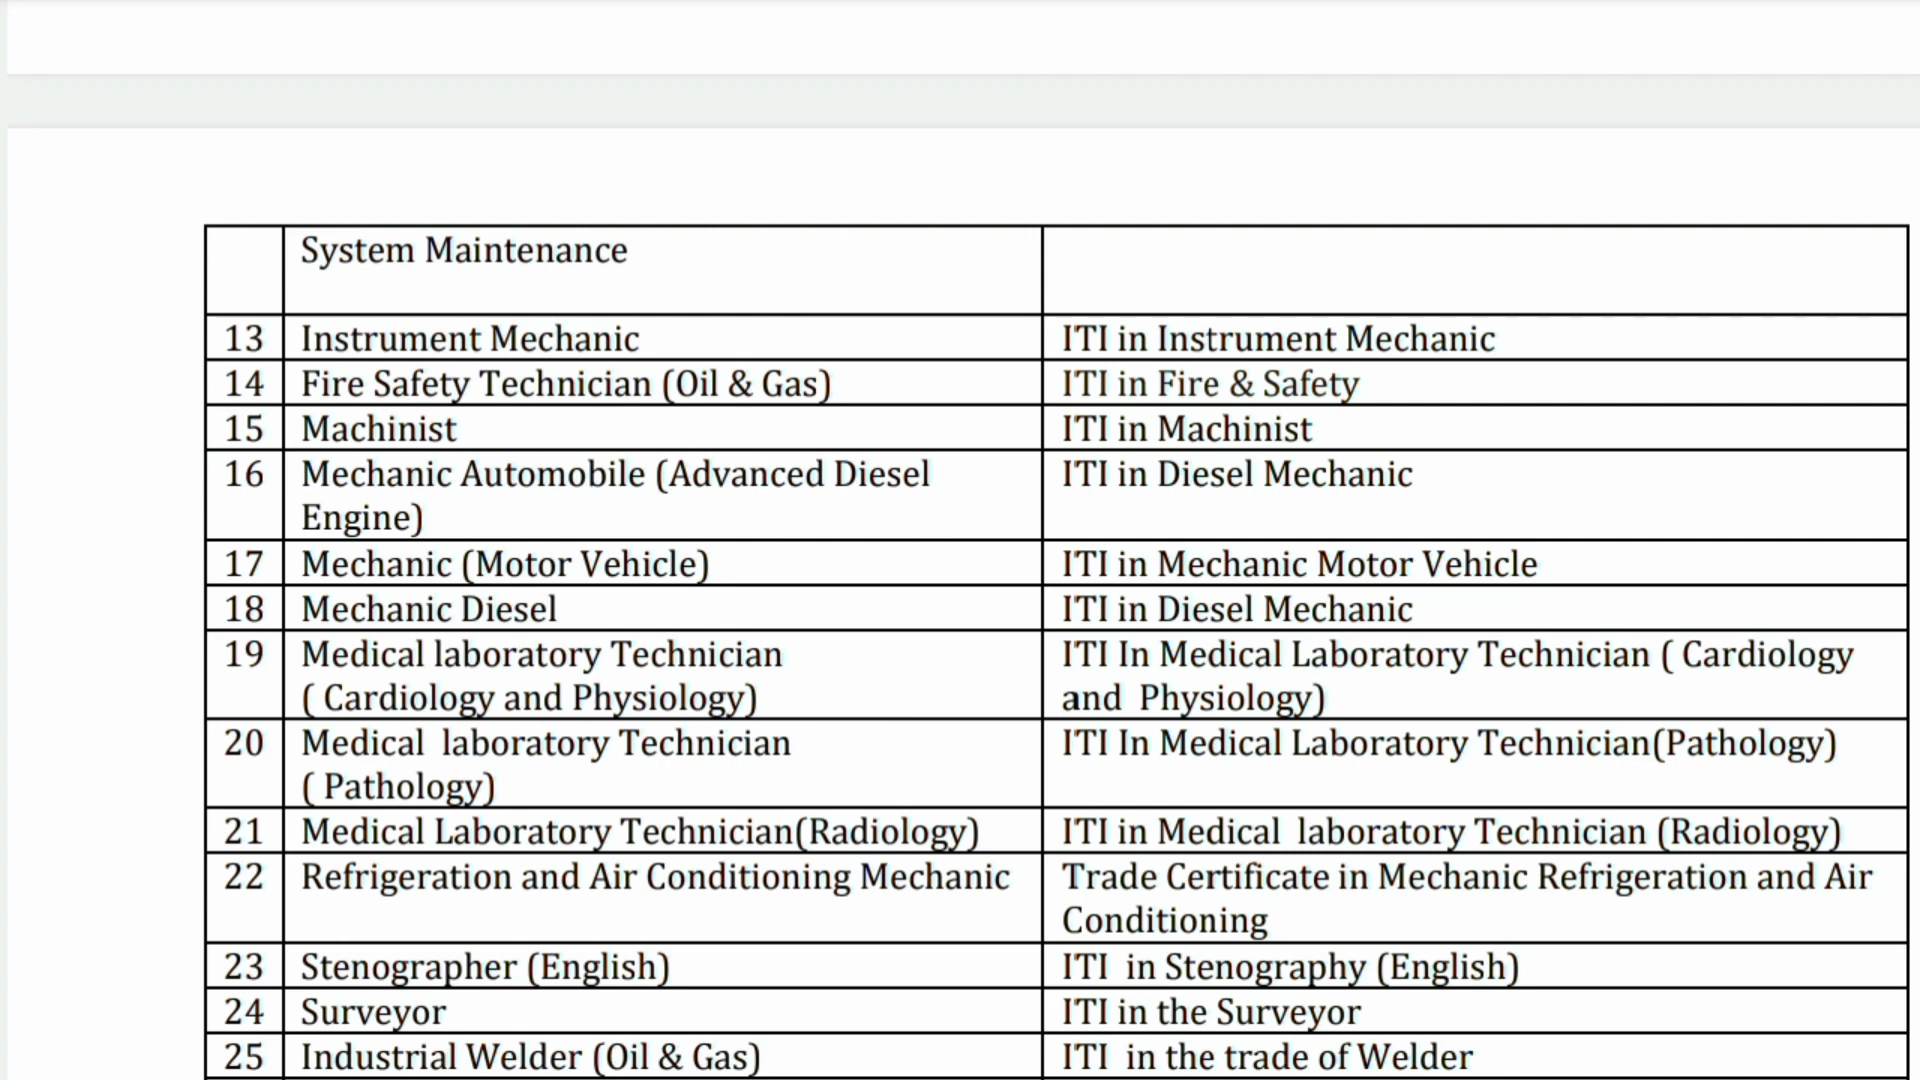 System Maintenance
13 Instrument Mechanic ITI in Instrument Mechanic
14 Fire Safety Technician (Oil & Gas) ITI in Fire & Safety
15 Machinist ITI in Machinist
16 Mechanic Automobile (Advanced Diesel ITI in Diesel Mechanic
Engine)
17 Mechanic (Motor Vehicle) ITI in Mechanic Motor Vehicle
18 Mechanic Diesel ITI in Diesel Mechanic
19 Medical laboratory Technician ITI In Medical Laboratory Technician ( Cardiology
( Cardiology and Physiology) and  Physiology)
20 Medical  laboratory Technician ITI In Medical Laboratory Technician(Pathology)
( Pathology)
21 Medical Laboratory Technician(Radiology) ITI in Medical  laboratory Technician (Radiology)
22 Refrigeration and Air Conditioning Mechanic Trade Certificate in Mechanic Refrigeration and Air
Conditioning
23 Stenographer (English) ITI  in Stenography (English)
24 Surveyor ITI in the Surveyor
25 Industrial Welder (Oil & Gas) ITI  in the trade of Welder